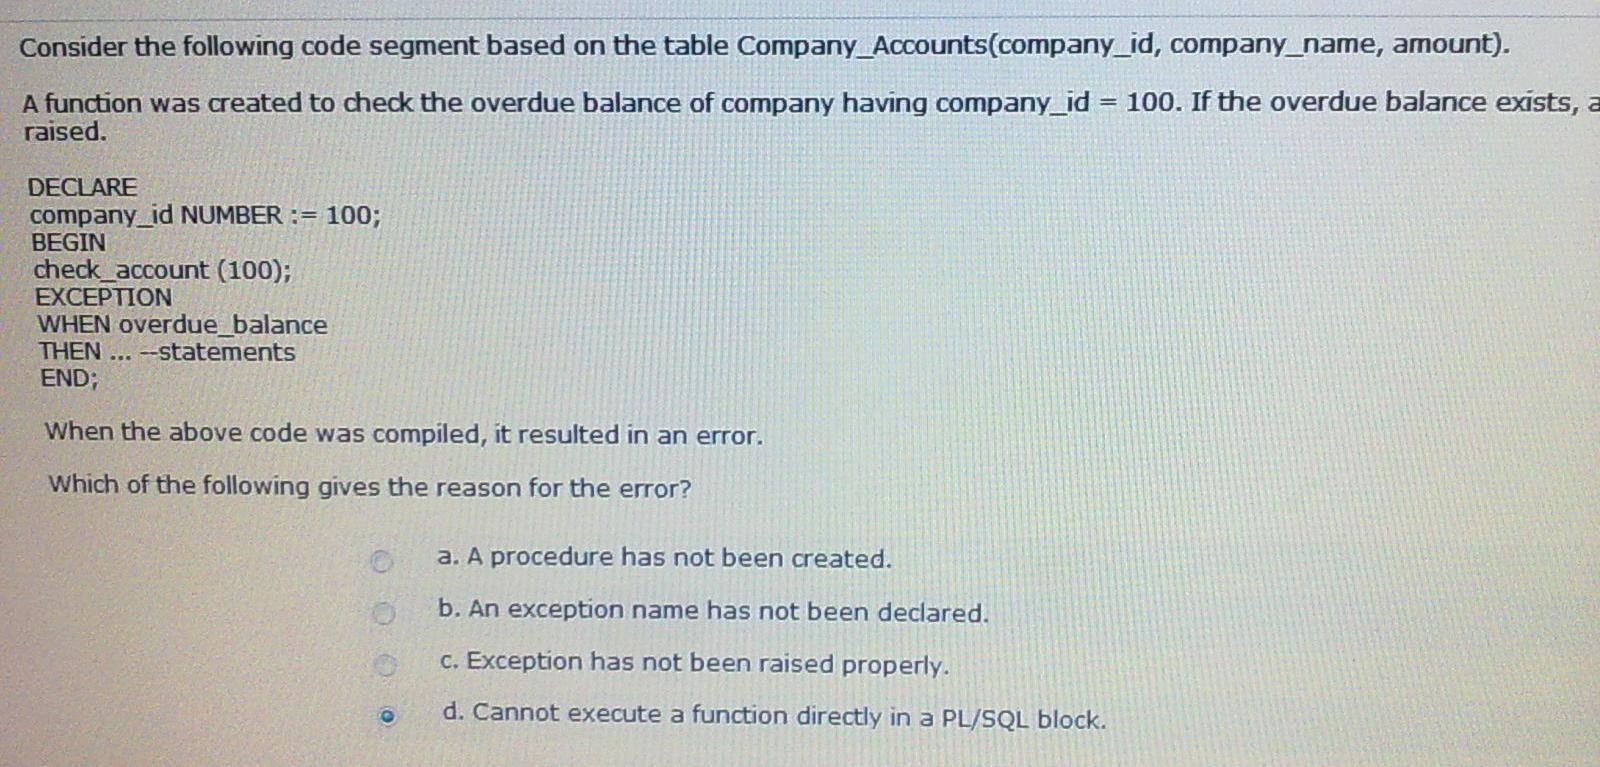 Consider the following code segment based on the table Company_Accounts(company_id, company_name, amount).
A function was created to check the overdue balance of company having company_id = 100. If the overdue balance exists, a
raised.
DECLARE
company_id NUMBER := 100;
BEGIN
check_account (100);
EXCEPTION
WHEN overdue_balance
THEN ... --statements
END;
When the above code was compiled, it resulted in an error.
Which of the following gives the reason for the error?
a. A procedure has not been created.
b. An exception name has not been declared.
c. Exception has not been raised properly.
d. Cannot execute a function directly in a PL/SQL block.